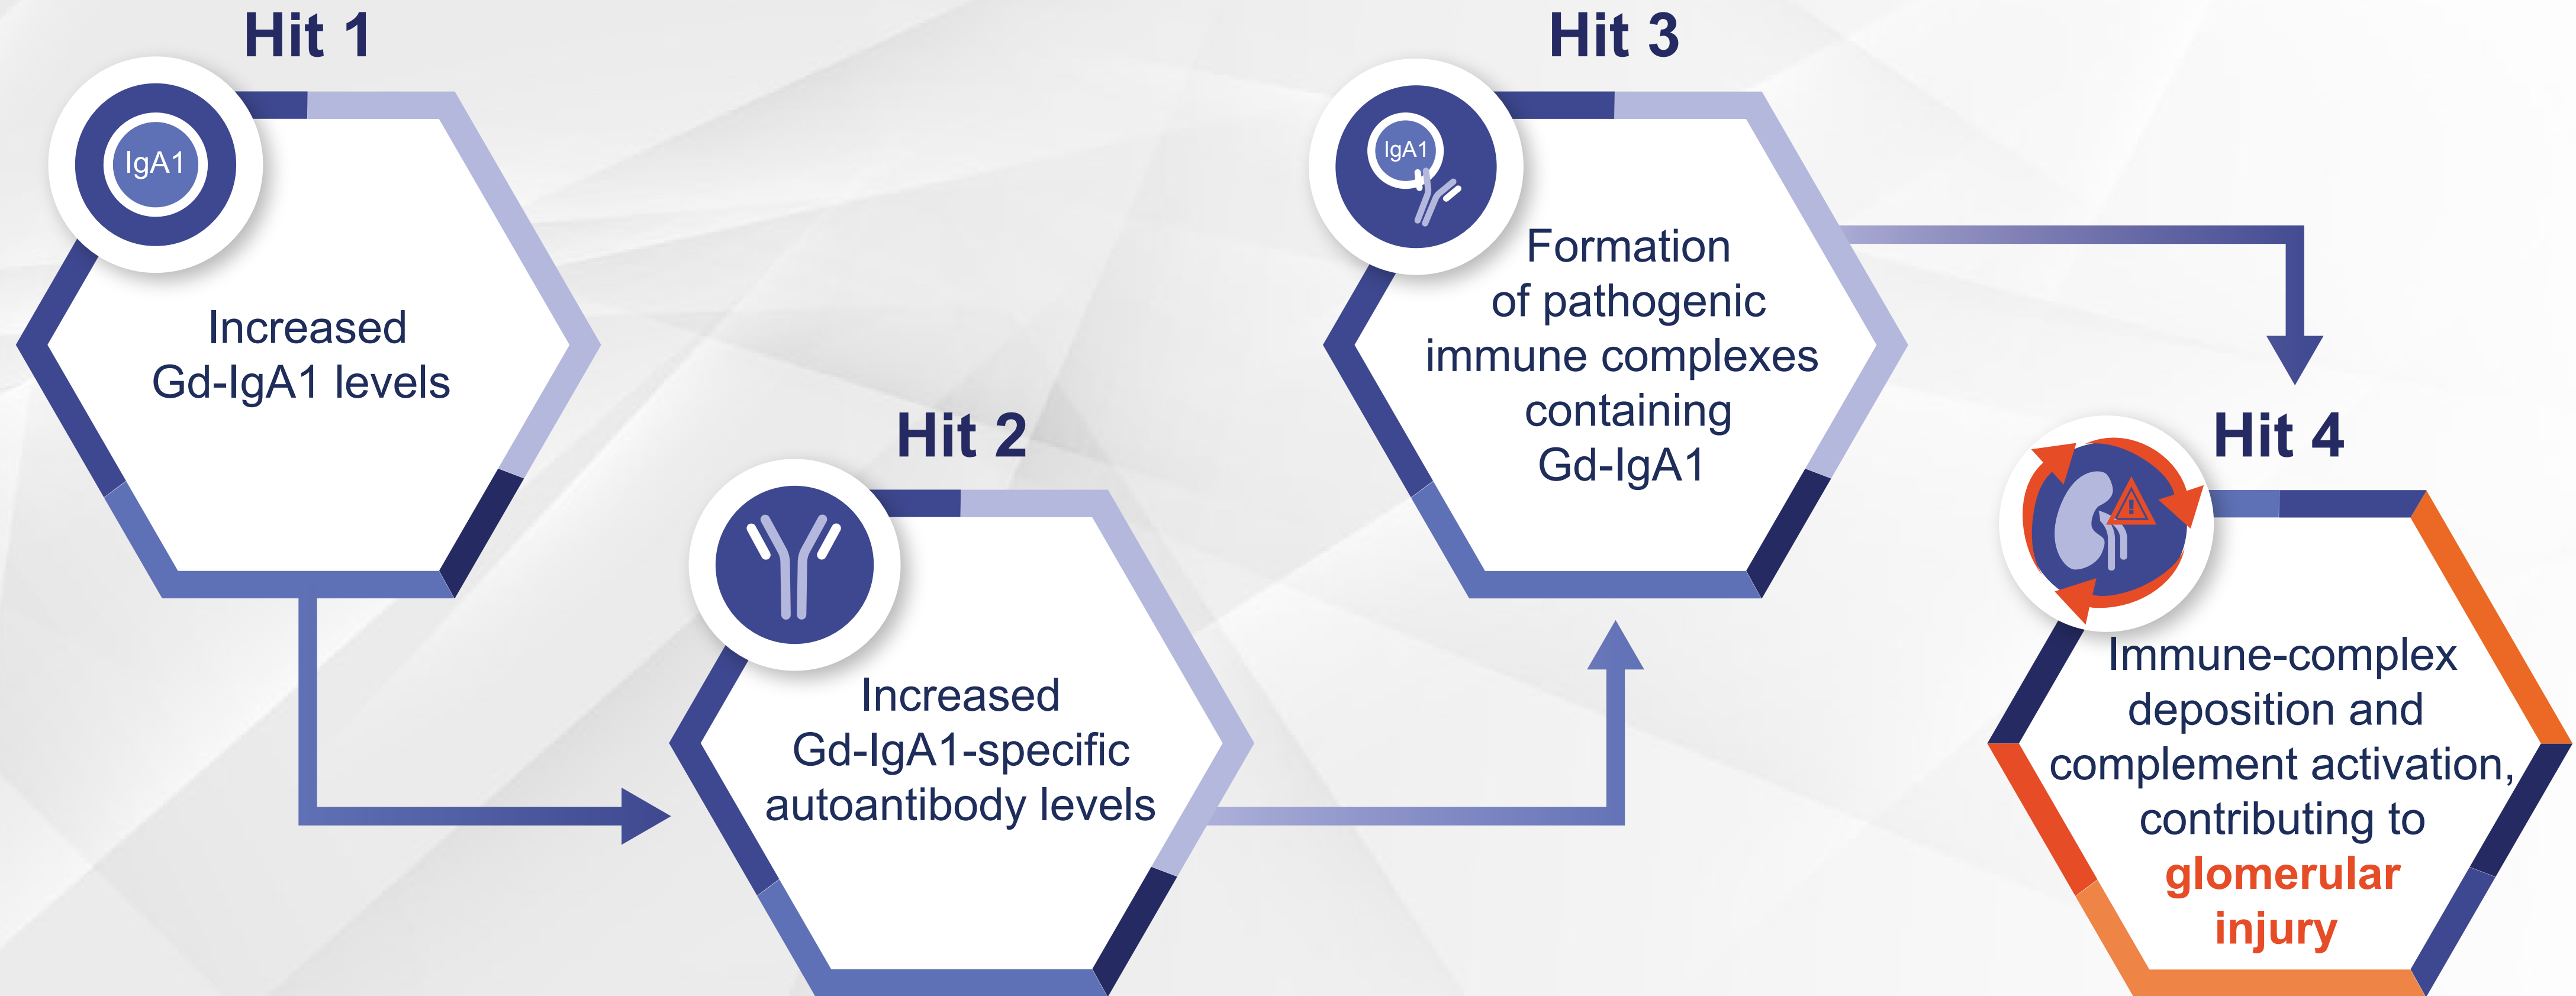 Hit 1
IgA1
Increased
Gd-IgA1 levels
Hit 2
Increased
Gd-IgA1-specific
autoantibody levels
Hit 3
IgA1
Formation
of pathogenic
immune complexes
containing
Gd-IgA1
Hit 4
!
Immune-complex
deposition and
complement activation,
contributing to
glomerular
injury